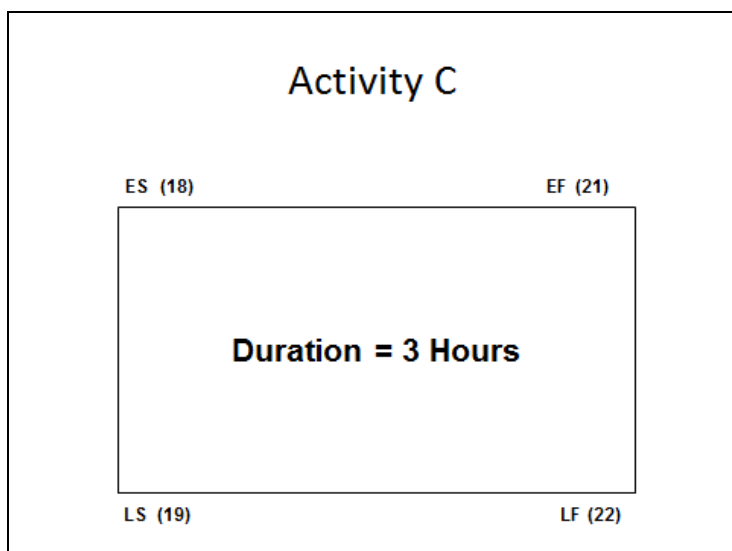 Activity C
ES (18) EF (21)
Duration = 3 Hours
LS (19) LF (22)